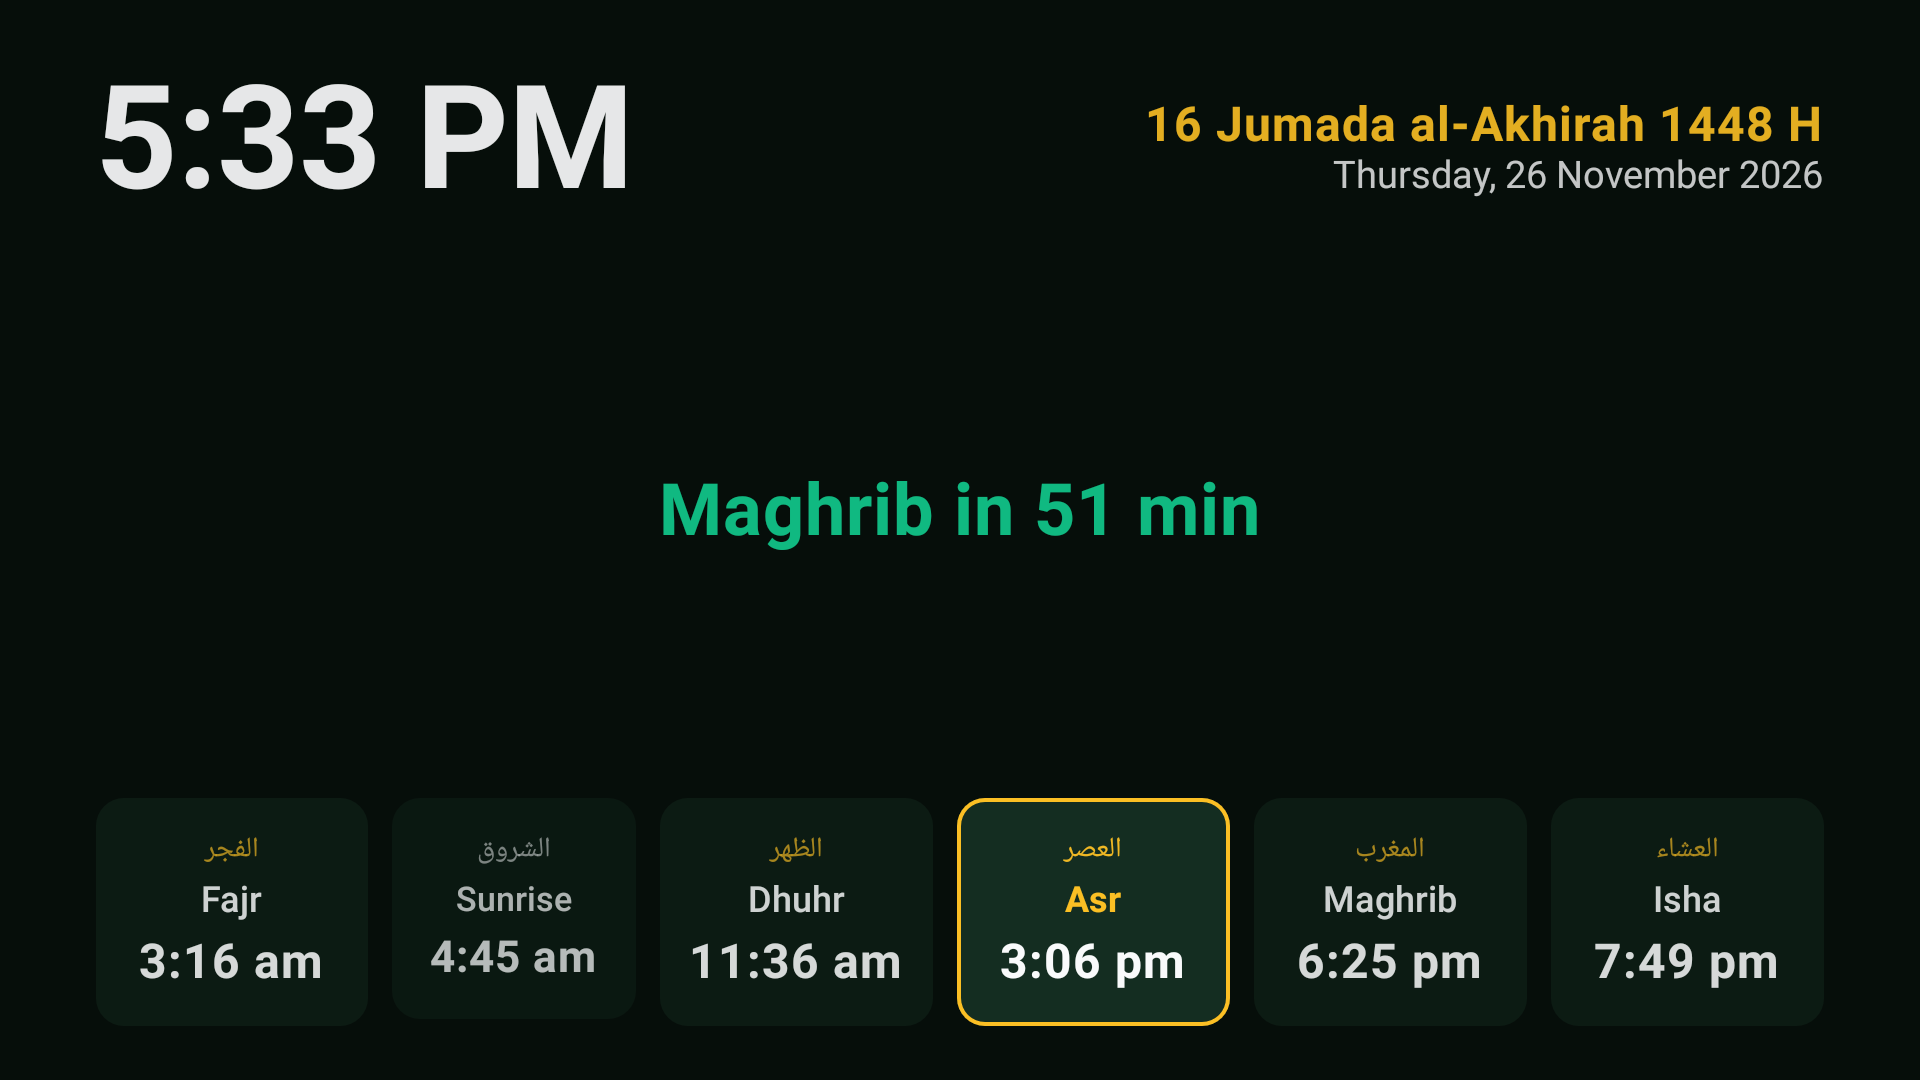 5:33 PM
16 Jumada al-Akhirah 1448 H
Thursday, 26 November 2026
Maghrib in 51 min
الفجر
Fajr
3:16 am
الشروق
Sunrise
4:45 am
الظهر
Dhuhr
11:36 am
العصر
Asr
3:06 pm
المغرب
Maghrib
6:25 pm
العشاء
Isha
7:49 pm